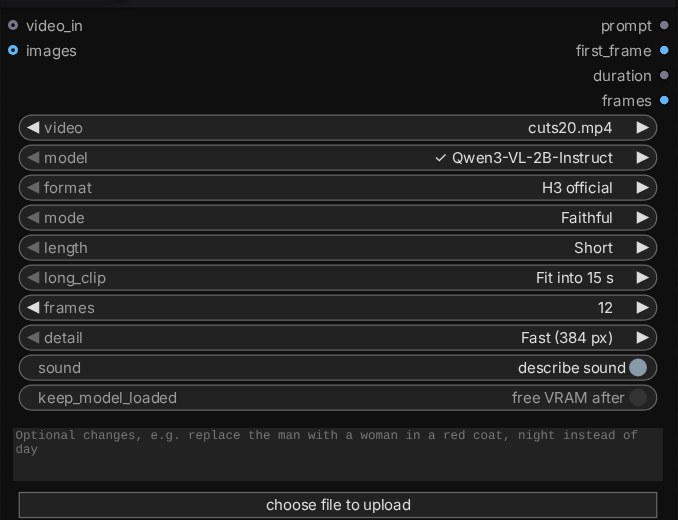 video_in prompt
images first_frame
duration
frames
video cuts20.mp4
model ✓ Qwen3-VL-2B-Instruct
format H3 official
mode Faithful
length Short
long_clip Fit into 15 s
frames 12
detail Fast (384 px)
sound describe sound
keep_model_loaded free VRAM after
Optional changes, e.g. replace the man with a woman in a red coat, night instead of
day
choose file to upload